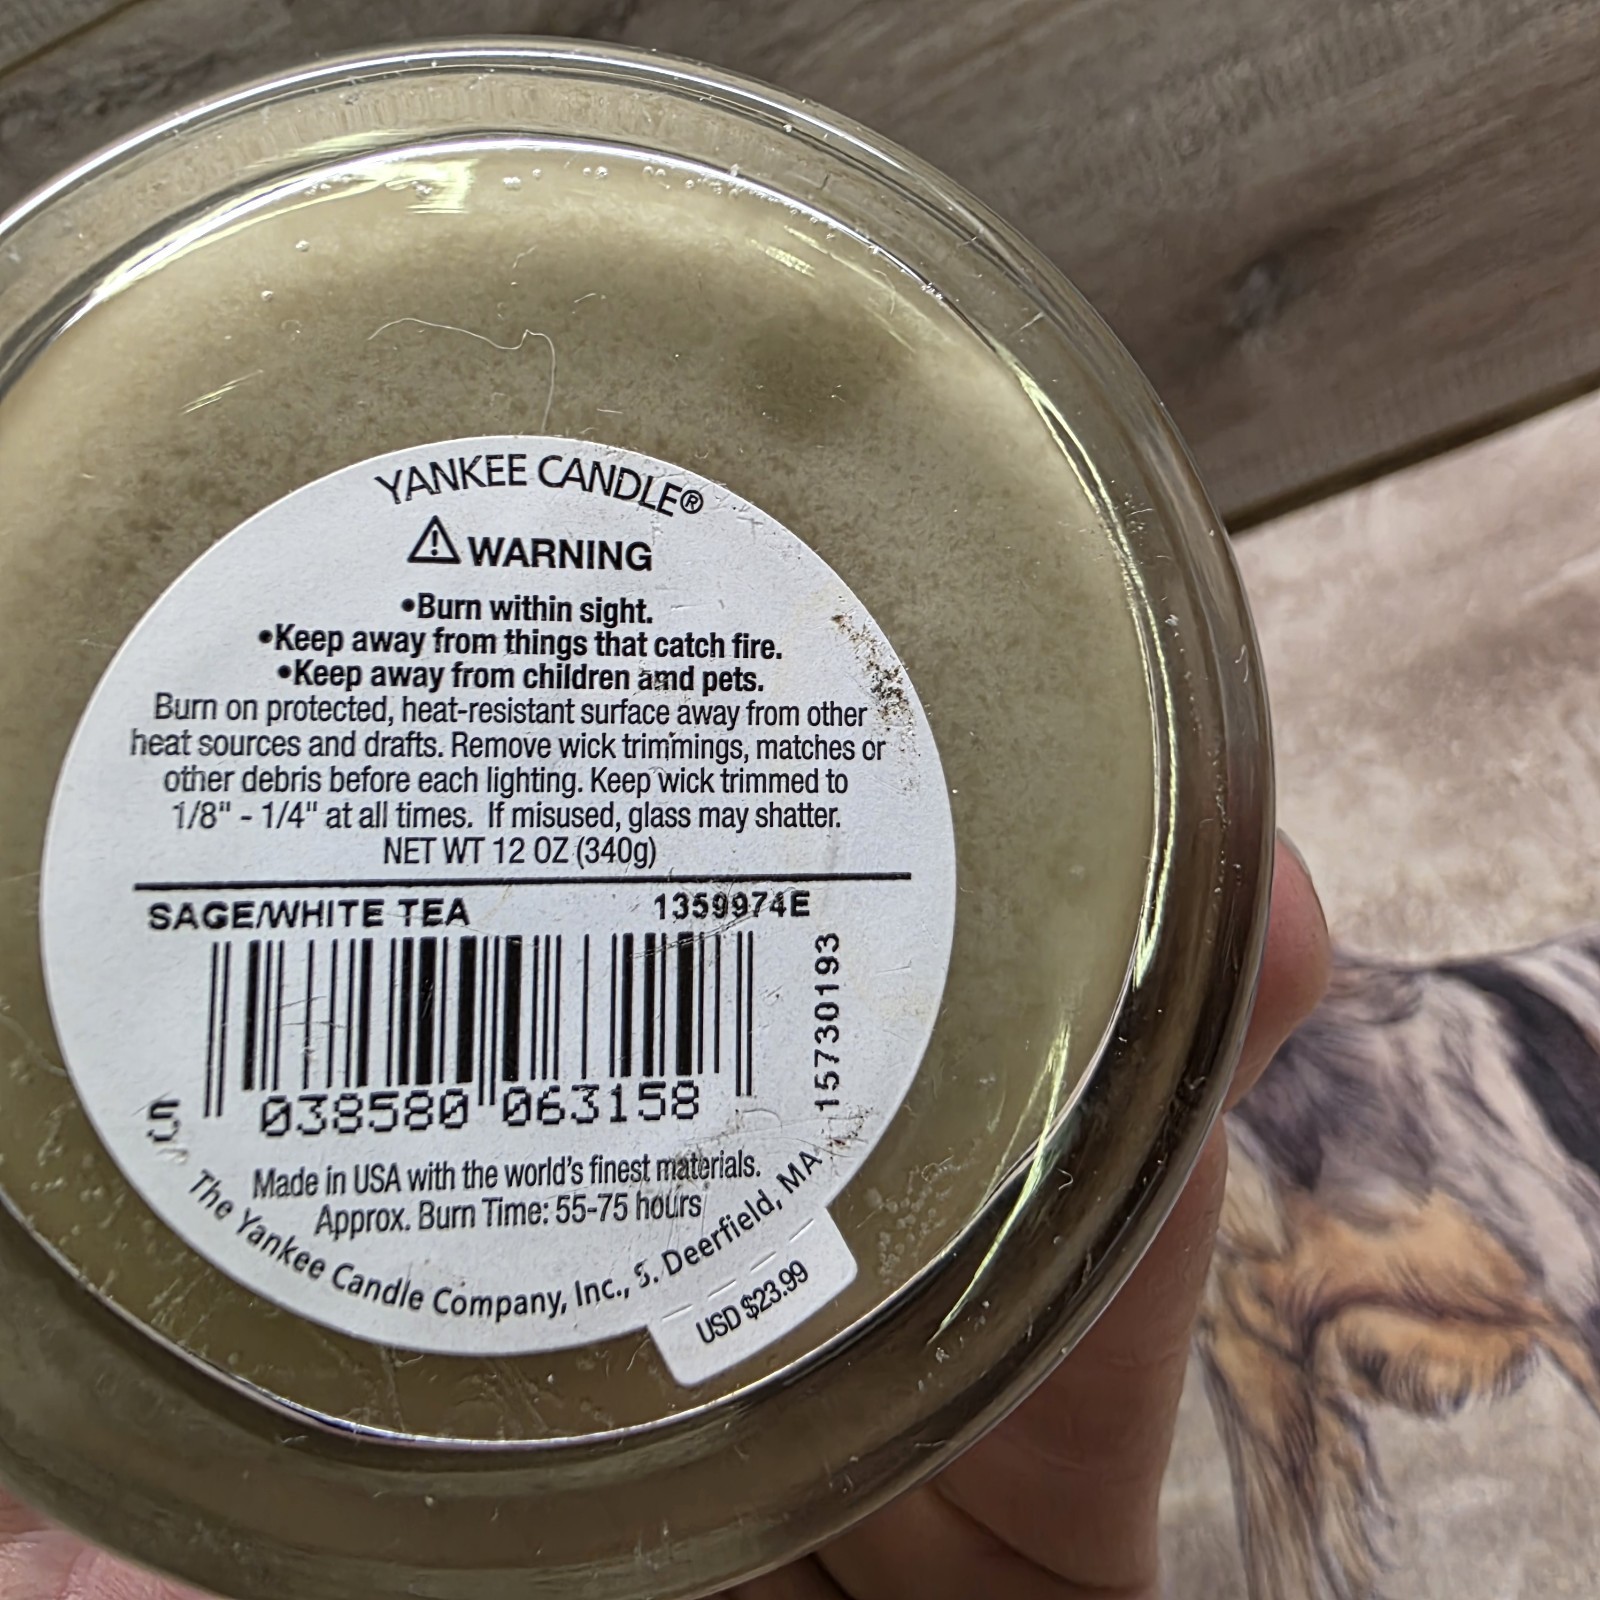 YANKEE CANDLE®
⚠ WARNING
•Burn within sight.
•Keep away from things that catch fire.
•Keep away from children and pets.
Burn on protected, heat-resistant surface away from other
heat sources and drafts. Remove wick trimmings, matches or
other debris before each lighting. Keep wick trimmed to
1/8" - 1/4" at all times. If misused, glass may shatter.
NET WT 12 OZ (340g)
SAGE/WHITE TEA 1359974E
15730193
5
038580 063158
Made in USA with the world's finest materials.
Approx. Burn Time: 55-75 hours
The Yankee Candle Company, Inc., S. Deerfield, MA
USD $23.99